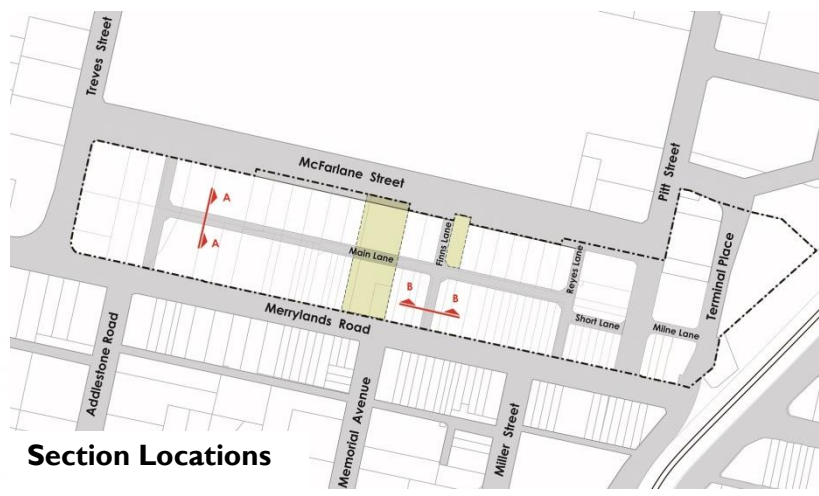 Treves Street
McFarlane Street
Pitt Street
A
A
Finns Lane
Main Lane
Reyes Lane
Terminal Place
B B
Short Lane
Milne Lane
Merrylands Road
Addlestone Road
Memorial Avenue
Miller Street
Section Locations